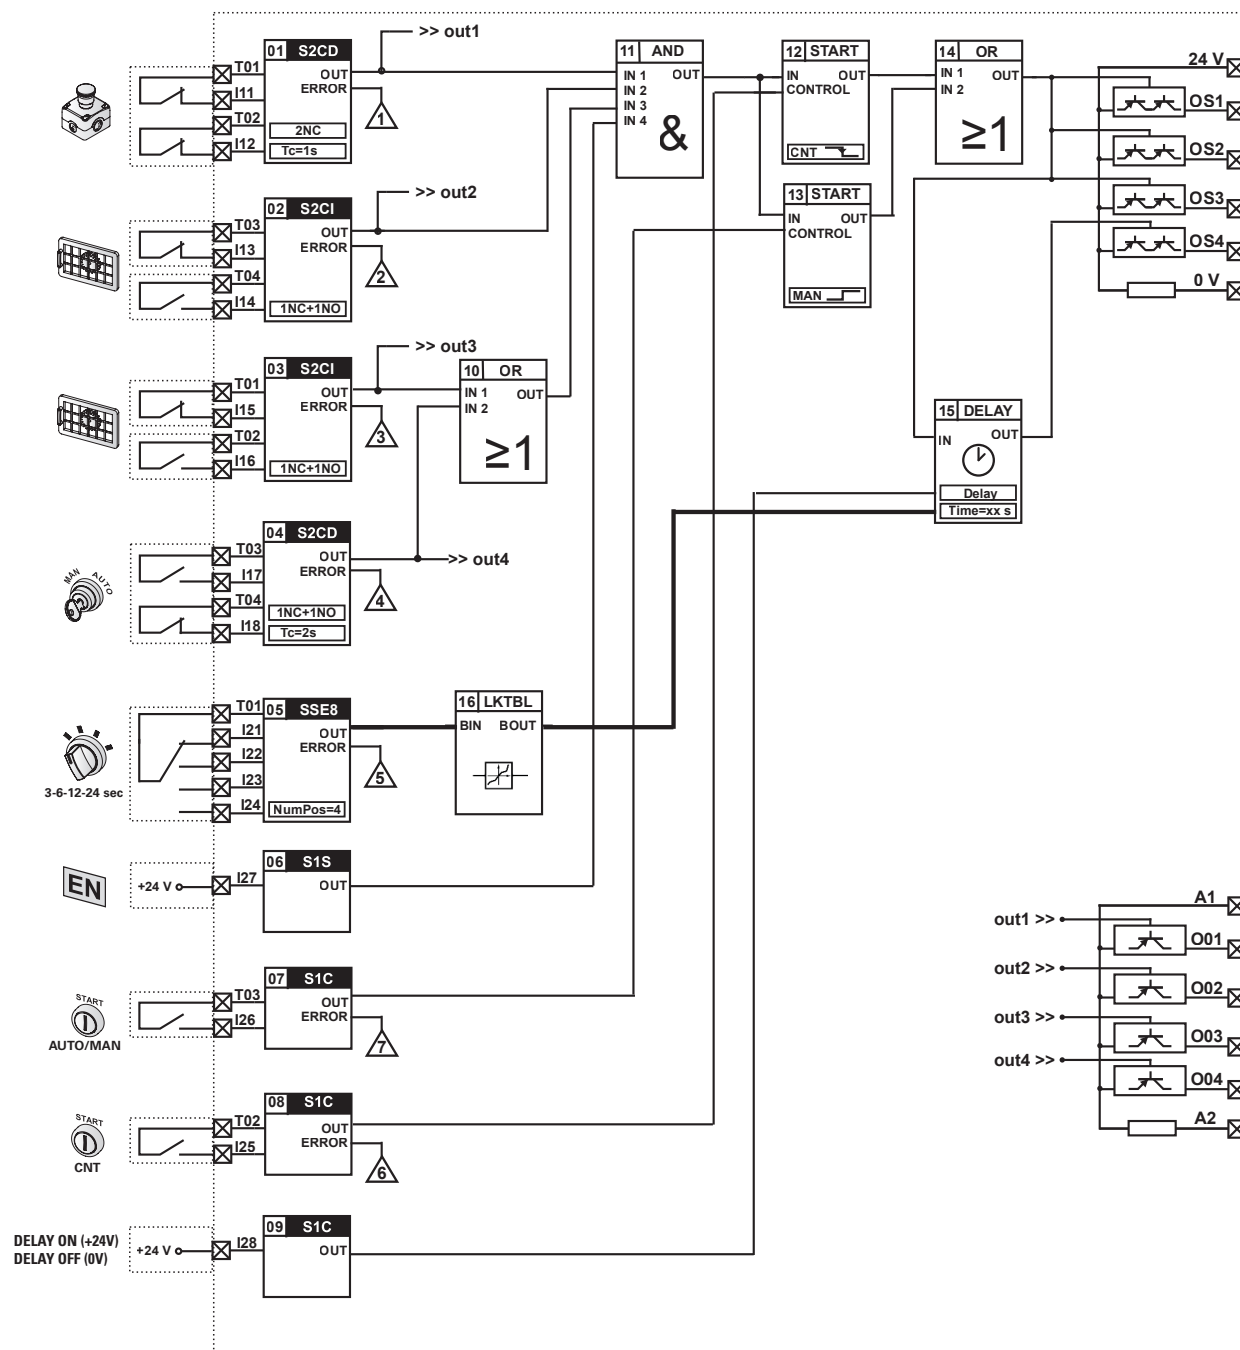 >> out1
01 S2CD
T01
I11
T02
I12
OUT
ERROR
2NC
Tc=1s
1
>> out2
02 S2CI
T03
I13
T04
I14
OUT
ERROR
1NC+1NO
2
>> out3
03 S2CI
T01
I15
T02
I16
OUT
ERROR
1NC+1NO
3
10 OR
IN 1
IN 2
OUT
≥1
MAN AUTO
04 S2CD
T03
I17
T04
I18
OUT
ERROR
1NC+1NO
Tc=2s
4
>> out4
3-6-12-24 sec
05 SSE8
T01
I21
I22
I23
I24
OUT
ERROR
NumPos=4
5
16 LKTBL
BIN BOUT
EN
+24 V
I27
06 S1S
OUT
START
AUTO/MAN
T03
I26
07 S1C
OUT
ERROR
7
START
CNT
T02
I25
08 S1C
OUT
ERROR
6
DELAY ON (+24V)
DELAY OFF (0V)
+24 V
I28
09 S1C
OUT
11 AND
IN 1 OUT
IN 2
IN 3
IN 4
&
12 START
IN OUT
CONTROL
CNT
13 START
IN OUT
CONTROL
MAN
14 OR
IN 1 OUT
IN 2
≥1
15 DELAY
IN OUT
Delay
Time=xx s
24 V
OS1
OS2
OS3
OS4
0 V
A1
out1 >>
O01
out2 >>
O02
out3 >>
O03
out4 >>
O04
A2